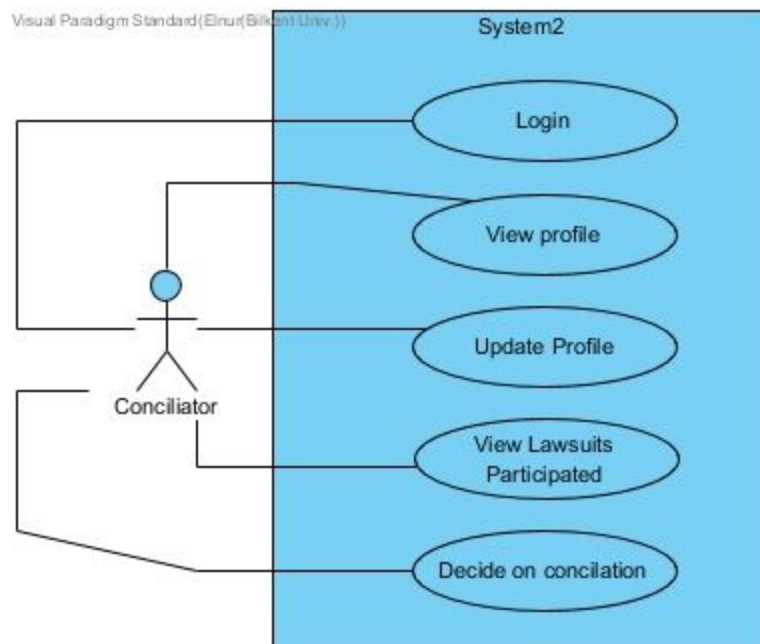 Visual Paradigm Standard(Elnur(Bilkent Univ.))
System2
Login
View profile
Update Profile
Conciliator
View Lawsuits
Participated
Decide on concilation